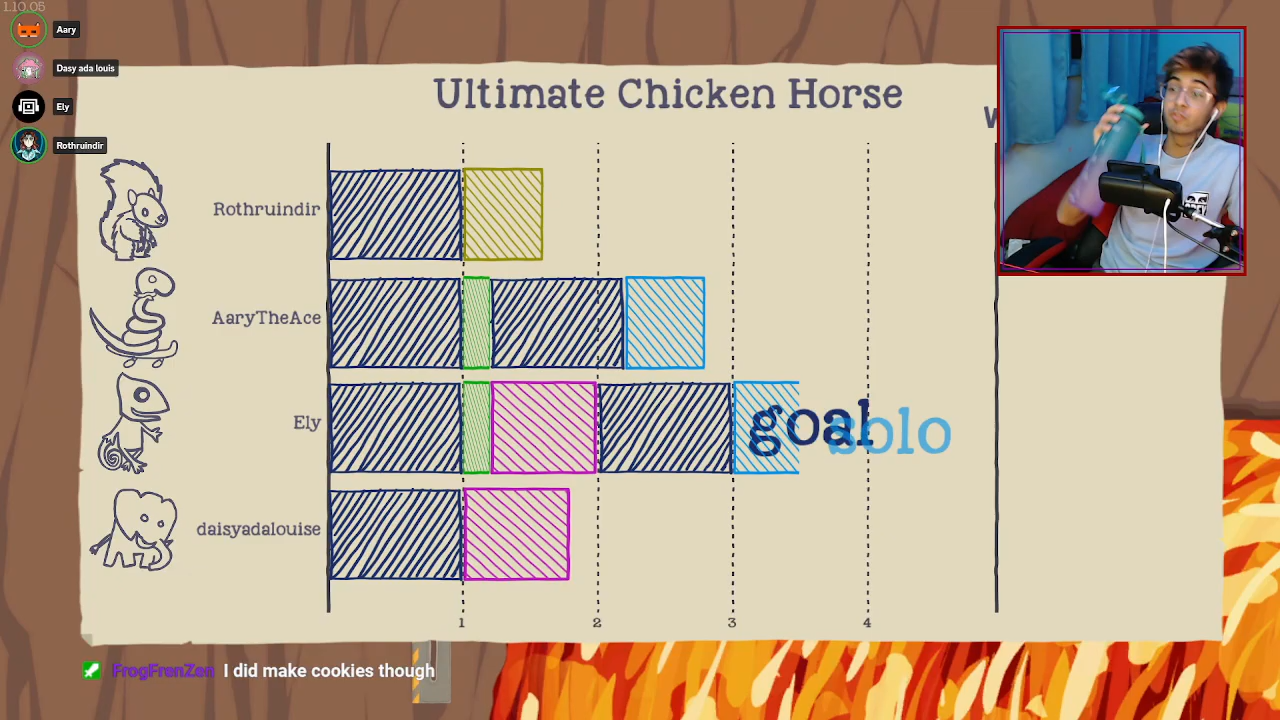 1.10.05
Aary
Dasy ada louis
Ely
Rothruindir
Ultimate Chicken Horse
W
Rothruindir
AaryTheAce
Ely
goal
solo
daisyadalouise
1 2 3 4
FrogFrenZen I did make cookies though